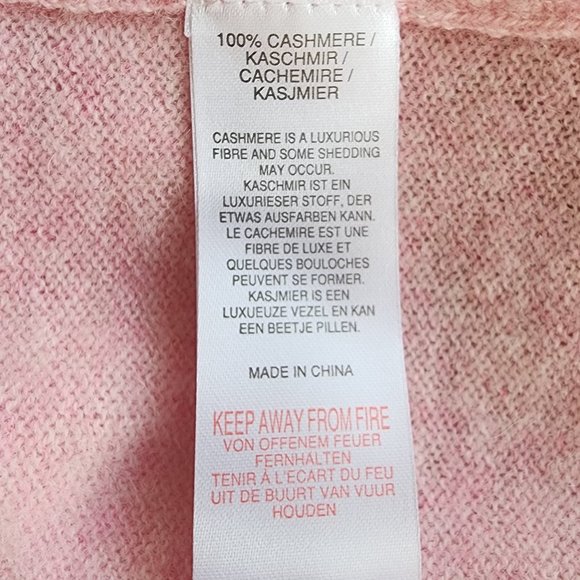 100% CASHMERE /
KASCHMIR /
CACHEMIRE /
KASJMIER
CASHMERE IS A LUXURIOUS
FIBRE AND SOME SHEDDING
MAY OCCUR.
KASCHMIR IST EIN
LUXURIESER STOFF, DER
ETWAS AUSFARBEN KANN.
LE CACHEMIRE EST UNE
FIBRE DE LUXE ET
QUELQUES BOULOCHES
PEUVENT SE FORMER.
KASJMIER IS EEN
LUXUEUZE VEZEL EN KAN
EEN BEETJE PILLEN.
MADE IN CHINA
KEEP AWAY FROM FIRE
VON OFFENEM FEUER
FERNHALTEN
TENIR À L'ECART DU FEU
UIT DE BUURT VAN VUUR
HOUDEN